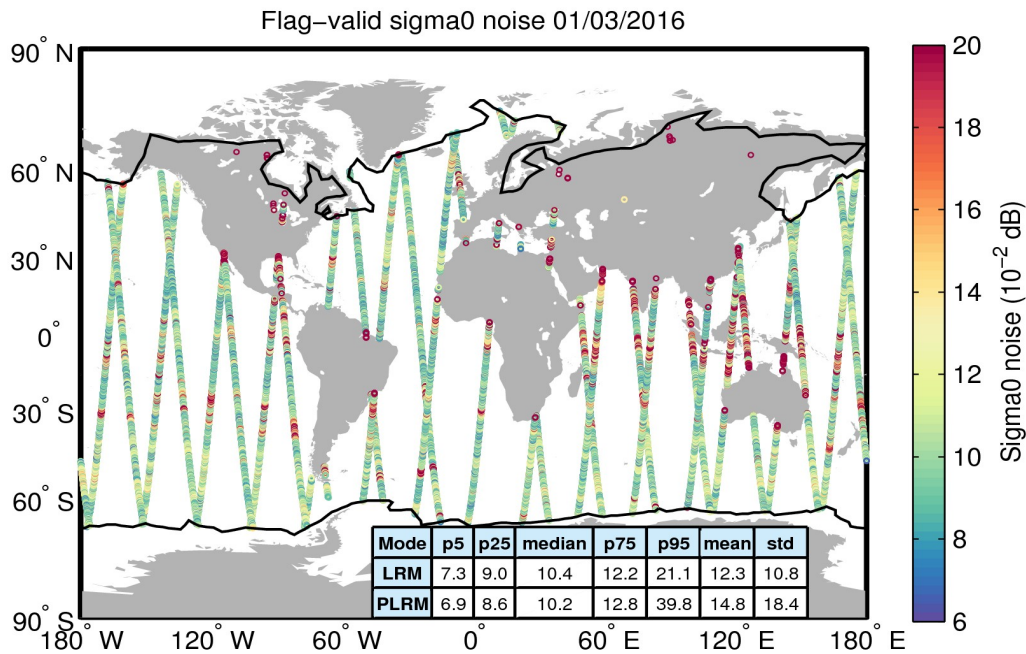 Flag−valid sigma0 noise 01/03/2016
90° N
60° N
30° N
0°
30° S
60° S
90° S
180° W
120° W
60° W
0°
60° E
120° E
180° E
Mode p5 p25 median p75 p95 mean std
LRM 7.3 9.0 10.4 12.2 21.1 12.3 10.8
PLRM 6.9 8.6 10.2 12.8 39.8 14.8 18.4
20
18
16
14
12
10
8
6
Sigma0 noise (10⁻² dB)